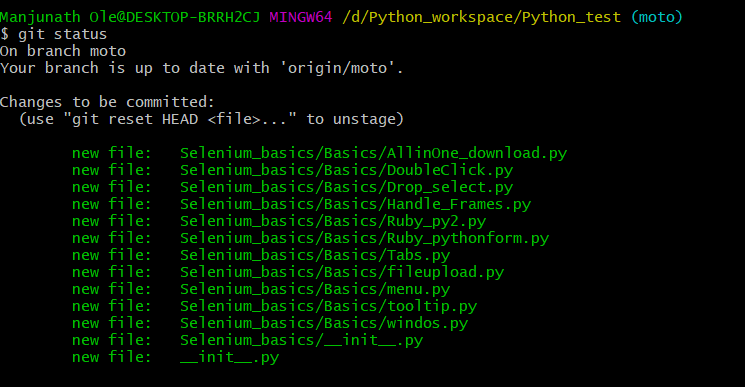 Manjunath Ole@DESKTOP-BRRH2CJ MINGW64 /d/Python_workspace/Python_test (moto)
$ git status
On branch moto
Your branch is up to date with 'origin/moto'.
Changes to be committed:
(use "git reset HEAD <file>..." to unstage)
new file: Selenium_basics/Basics/AllinOne_download.py
new file: Selenium_basics/Basics/DoubleClick.py
new file: Selenium_basics/Basics/Drop_select.py
new file: Selenium_basics/Basics/Handle_Frames.py
new file: Selenium_basics/Basics/Ruby_py2.py
new file: Selenium_basics/Basics/Ruby_pythonform.py
new file: Selenium_basics/Basics/Tabs.py
new file: Selenium_basics/Basics/fileupload.py
new file: Selenium_basics/Basics/menu.py
new file: Selenium_basics/Basics/tooltip.py
new file: Selenium_basics/Basics/windos.py
new file: Selenium_basics/__init__.py
new file: __init__.py